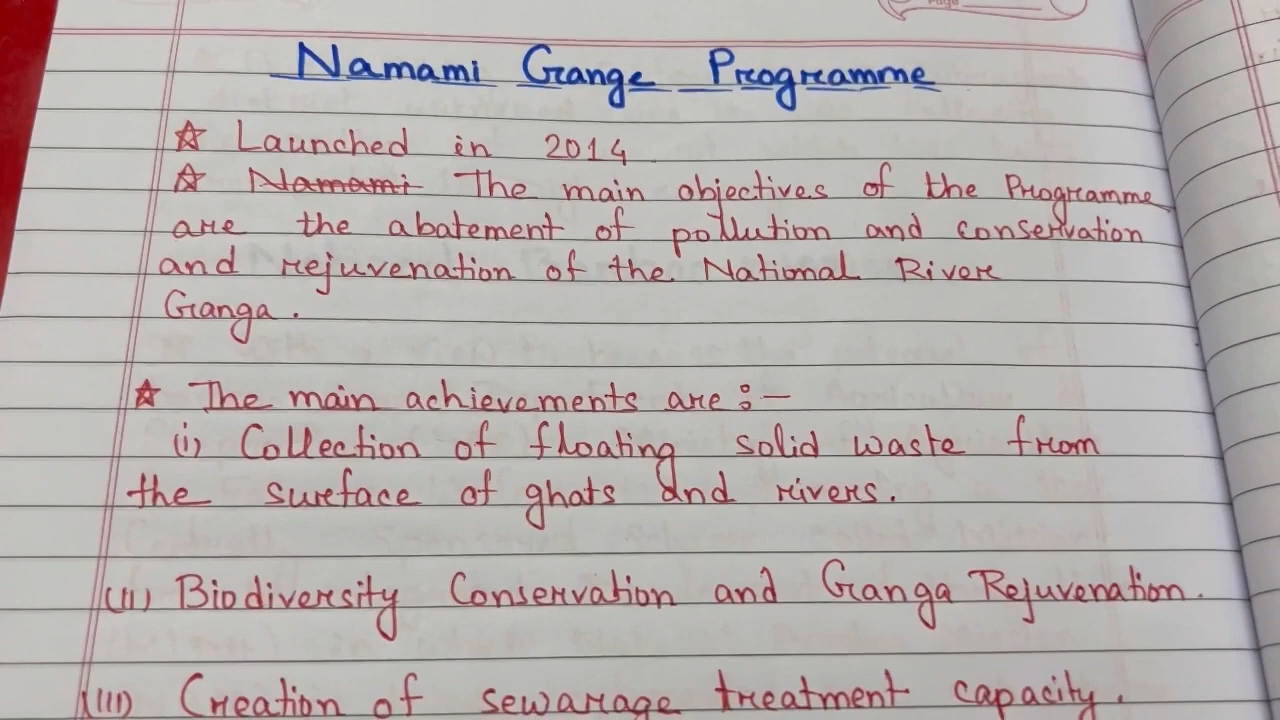 Namami Gange Programme
☆ Launched in 2014
☆ ~~Namami~~ The main objectives of the Programme
are the abatement of pollution and conservation
and rejuvenation of the National River
Ganga.
☆ The main achievements are :-
(i) Collection of floating solid waste from
the surface of ghats and rivers.
(II) Biodiversity Conservation and Ganga Rejuvenation.
(III) Creation of sewarage treatment capacity.